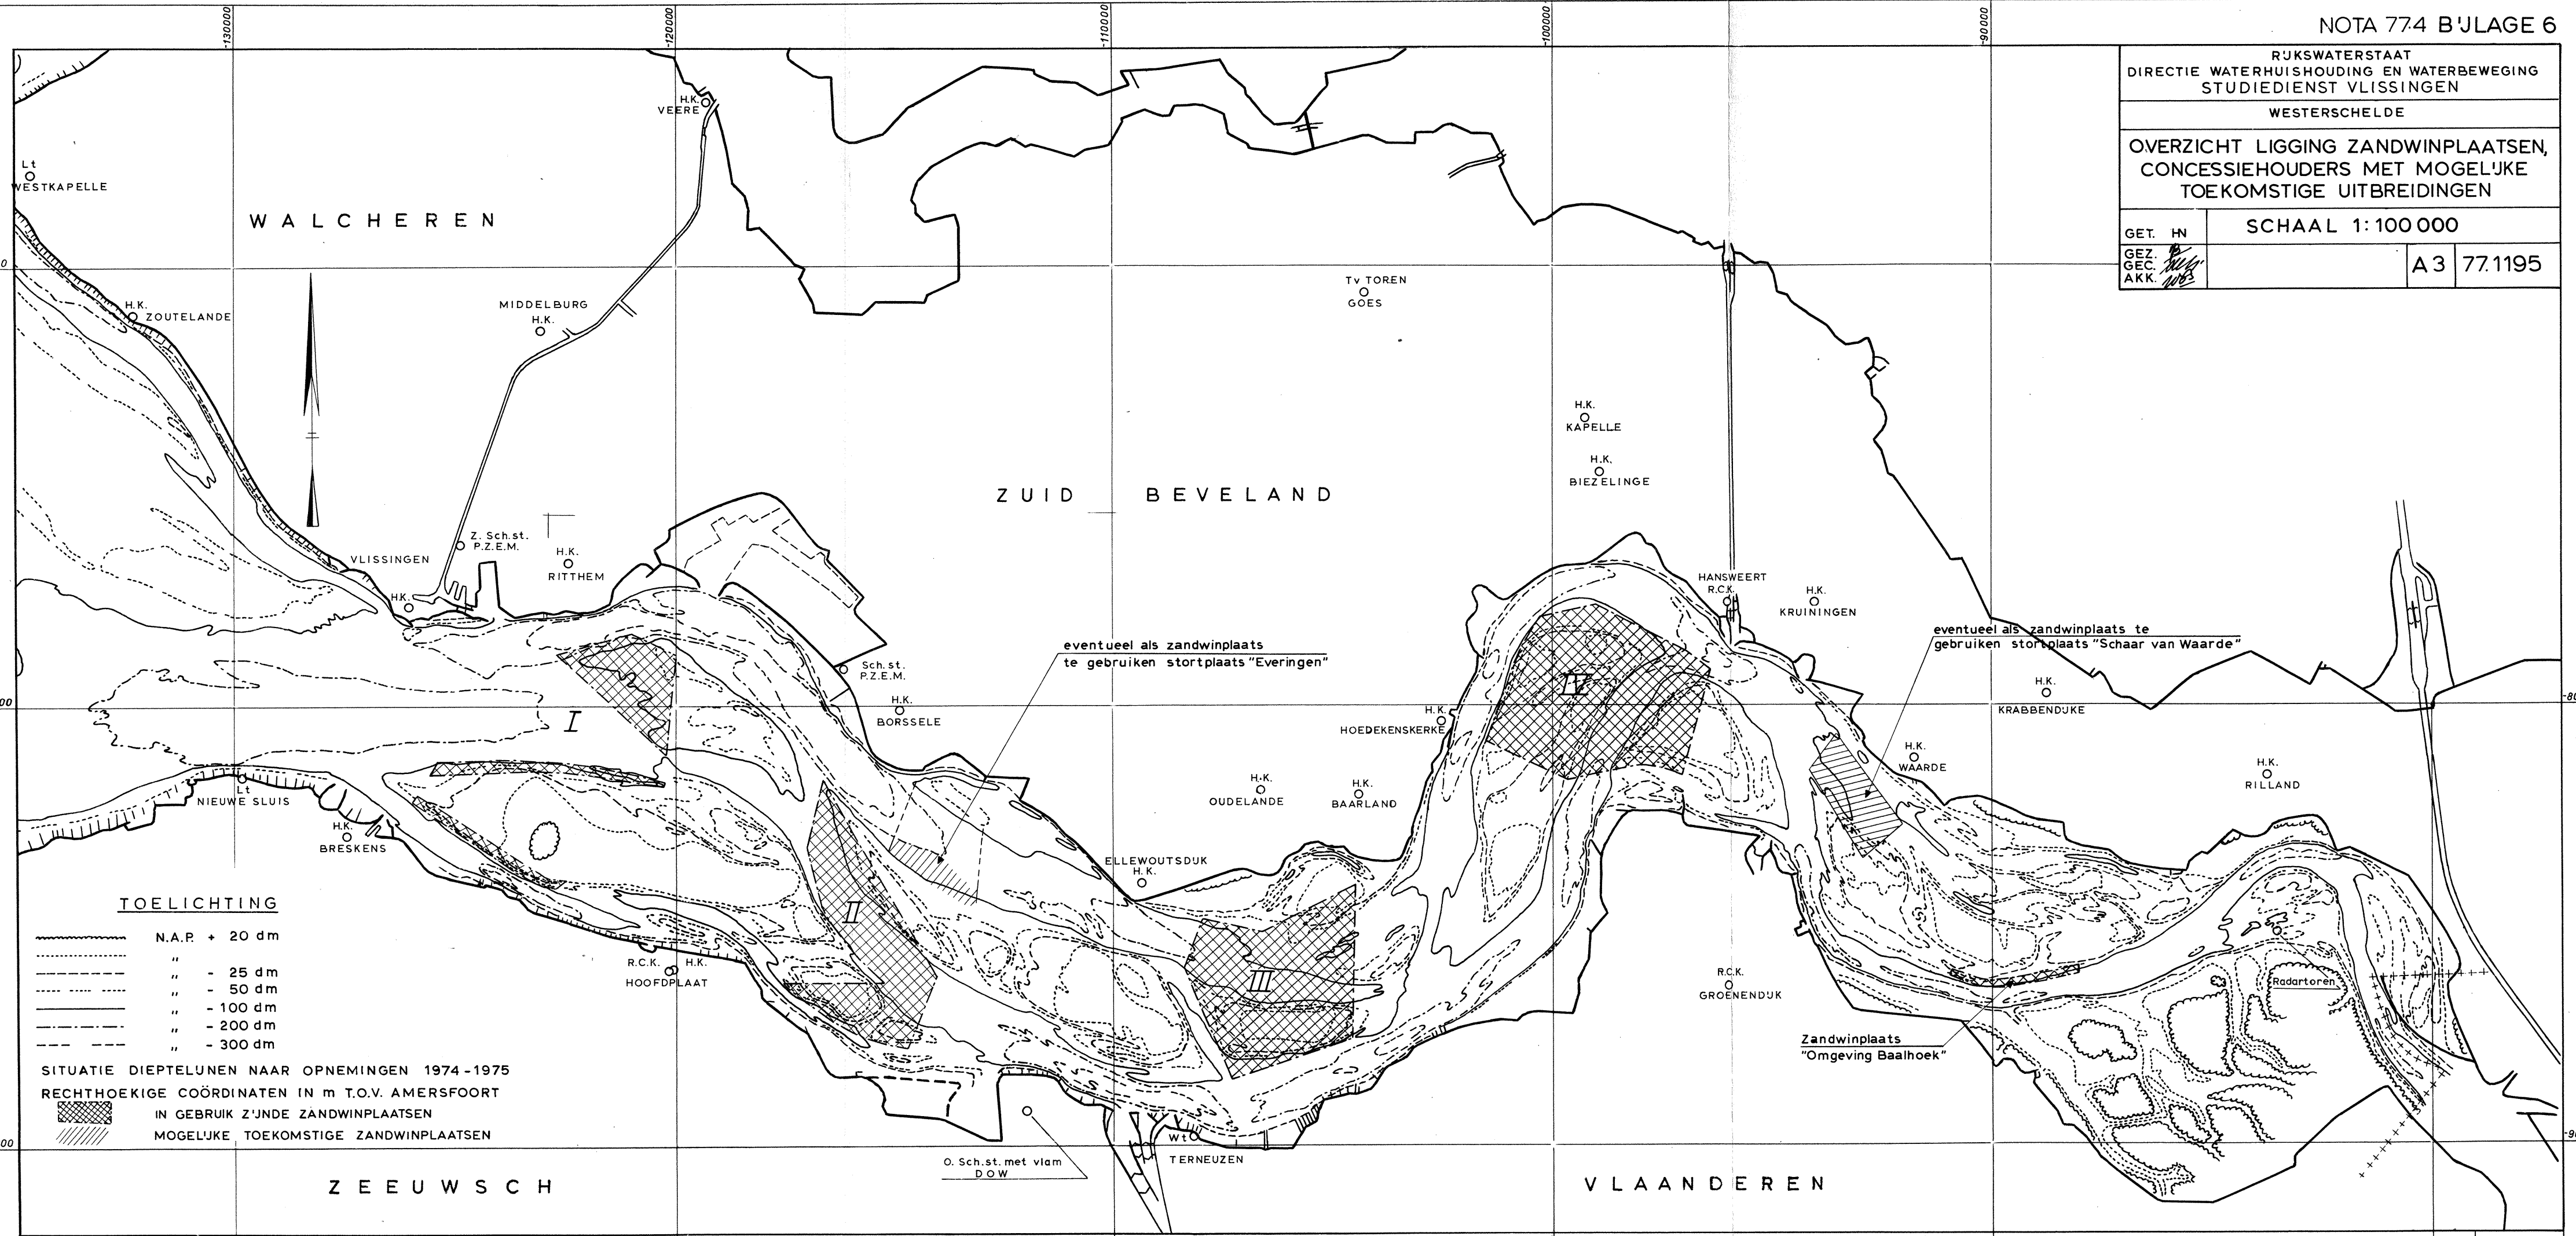 NOTA 77.4 BIJLAGE 6
RIJKSWATERSTAAT
DIRECTIE WATERHUISHOUDING EN WATERBEWEGING
STUDIEDIENST VLISSINGEN
WESTERSCHELDE
OVERZICHT LIGGING ZANDWINPLAATSEN,
CONCESSIEHOUDERS MET MOGELIJKE
TOEKOMSTIGE UITBREIDINGEN
GET. HN
SCHAAL 1: 100 000
GEZ.
GEC.
AKK.
A 3
77.1195
-130000
-120000
-110000
-100000
-90000
H.K.
VEERE
Lt
WESTKAPELLE
WALCHEREN
H.K.
ZOUTELANDE
MIDDELBURG
H.K.
Tv TOREN
GOES
H.K.
KAPELLE
H.K.
BIEZELINGE
ZUID BEVELAND
Z. Sch.st.
P.Z.E.M.
VLISSINGEN
H.K.
H.K.
RITTHEM
HANSWEERT
R.C.K.
H.K.
KRUININGEN
eventueel als zandwinplaats
te gebruiken stortplaats "Everingen"
eventueel als zandwinplaats te
gebruiken stortplaats "Schaar van Waarde"
Sch.st.
P.Z.E.M.
H.K.
BORSSELE
I
IV
H.K.
HOEDEKENSKERKE
H.K.
KRABBENDIJKE
H.K.
WAARDE
H.K.
RILLAND
Lt
NIEUWE SLUIS
H.K.
BRESKENS
H.K.
OUDELANDE
H.K.
BAARLAND
ELLEWOUTSDIJK
H.K.
II
III
R.C.K. H.K.
HOOFDPLAAT
R.C.K.
GROENENDIJK
Radartoren
Zandwinplaats
"Omgeving Baalhoek"
TOELICHTING
N.A.P. + 20 dm
„
„ - 25 dm
„ - 50 dm
„ - 100 dm
„ - 200 dm
„ - 300 dm
SITUATIE DIEPTELIJNEN NAAR OPNEMINGEN 1974-1975
RECHTHOEKIGE COÖRDINATEN IN m T.O.V. AMERSFOORT
IN GEBRUIK ZIJNDE ZANDWINPLAATSEN
MOGELIJKE TOEKOMSTIGE ZANDWINPLAATSEN
Wt
TERNEUZEN
O. Sch.st. met vlam
DOW
ZEEUWSCH
VLAANDEREN